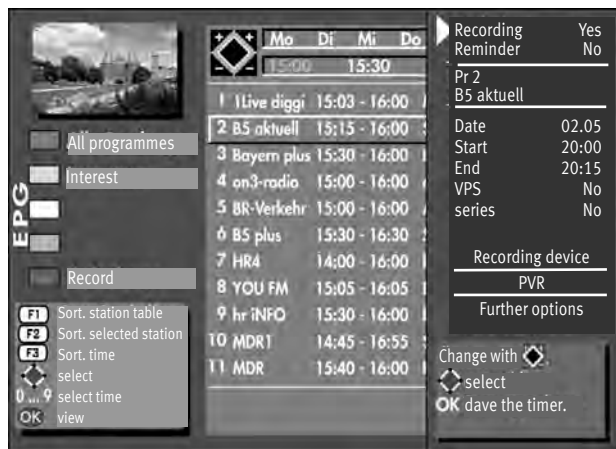 All programmes
Interest
EPG
Record
F1 Sort. station table
F2 Sort. selected station
F3 Sort. time
select
0 ... 9 select time
OK view
Mo Di Mi Do
15:00 15:30
1 1Live diggi 15:03 - 16:00
2 B5 aktuell 15:15 - 16:00
3 Bayern plus 15:30 - 16:00
4 on3-radio 15:00 - 16:00
5 BR-Verkehr 15:00 - 16:00
6 B5 plus 15:30 - 16:30
7 HR4 14:00 - 16:00
8 YOU FM 15:05 - 16:05
9 hr iNFO 15:30 - 16:00
10 MDR1 14:45 - 16:55
11 MDR 15:40 - 16:00
Recording Yes
Reminder No
Pr 2
B5 aktuell
Date 02.05
Start 20:00
End 20:15
VPS No
series No
Recording device
PVR
Further options
Change with
select
OK dave the timer.